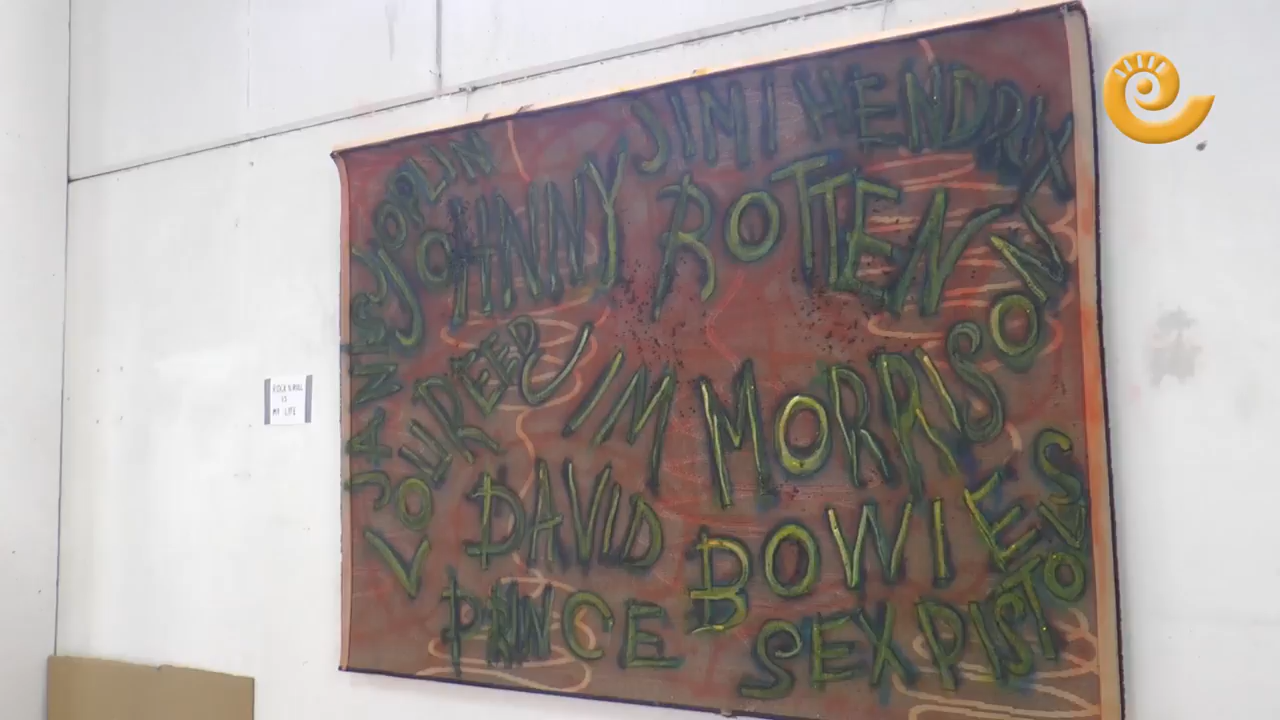 JIMI HENDRIX
JANIS JOPLIN
JOHNNY ROTTEN
LOU REED
JIM MORRISON
DAVID BOWIE
PRINCE
SEX PISTOLS
ROCK N ROLL
IS
MY LIFE